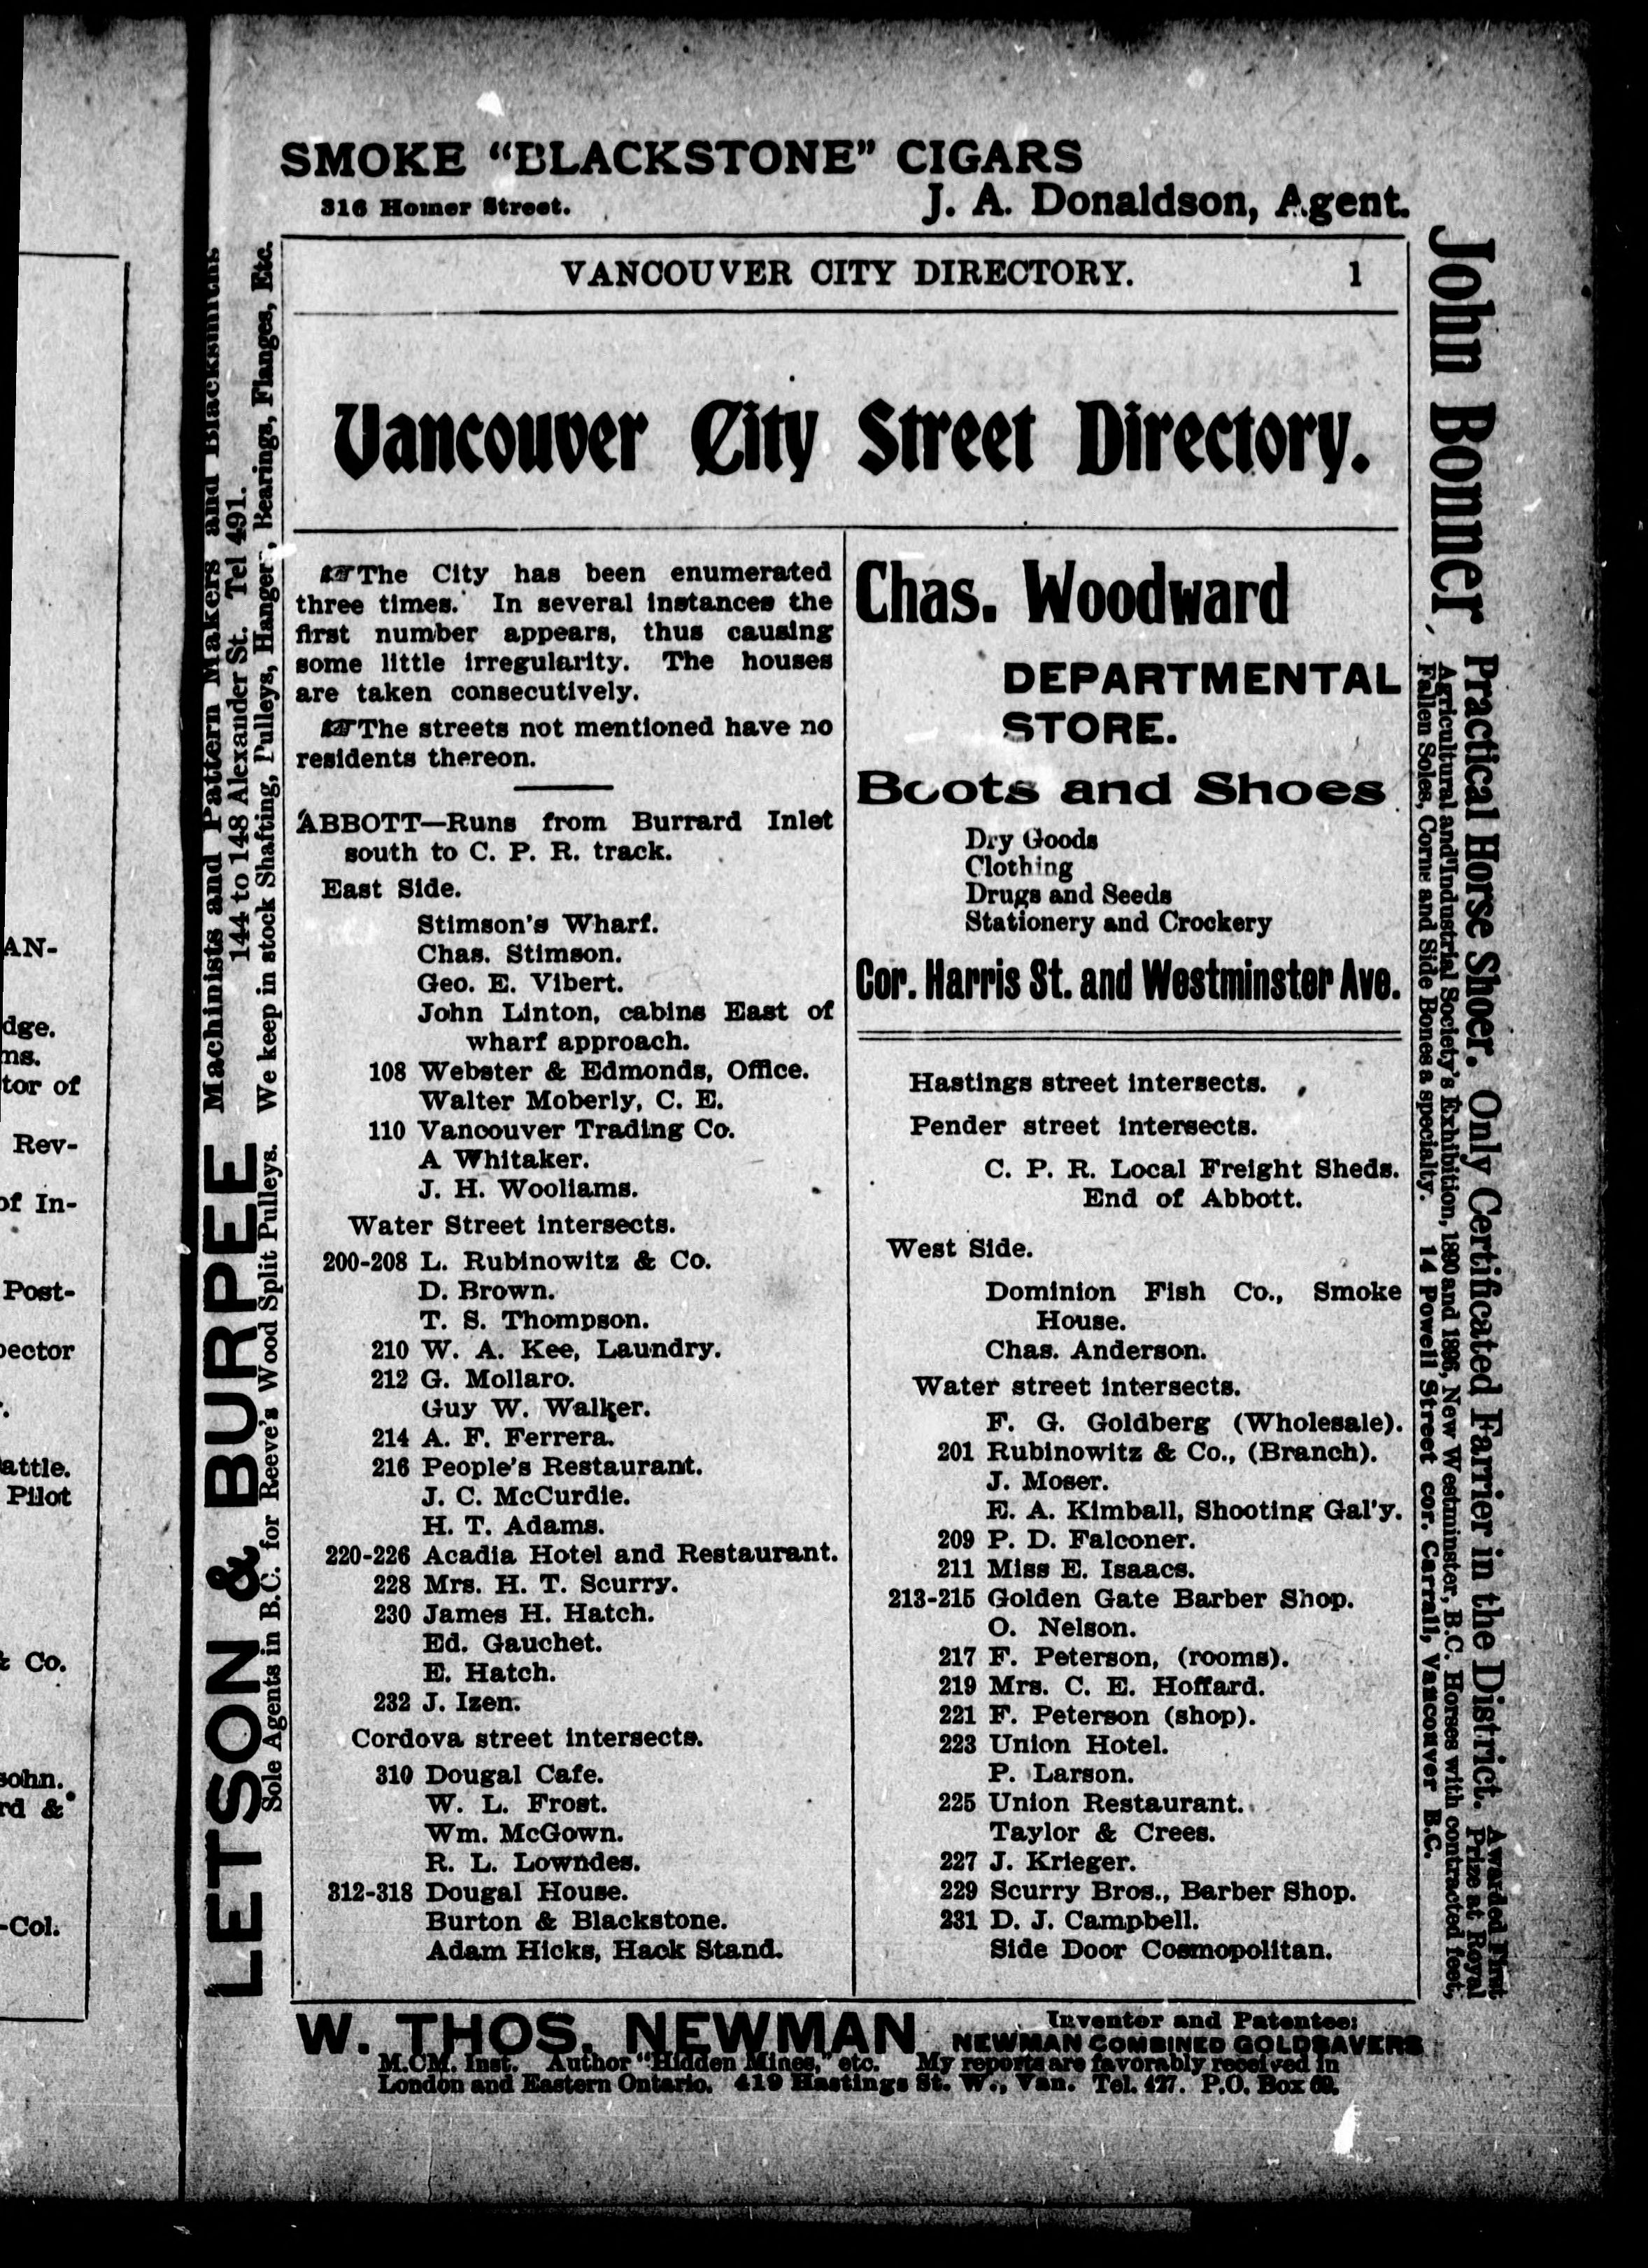 AN-
dge.
ms.
tor of
Rev-
of In-
Post-
pector
attle.
Pilot
& Co.
sohn.
rd &
-Col.
LETSON & BURPEE Machinists and Pattern Makers and Blacksmiths.
144 to 148 Alexander St. Tel 491.
Sole Agents in B.C. for Reeve's Wood Split Pulleys. We keep in stock Shafting, Pulleys, Hangers, Bearings, Flanges, Etc.
SMOKE "BLACKSTONE" CIGARS
316 Homer Street. J. A. Donaldson, Agent.
VANCOUVER CITY DIRECTORY. 1
Vancouver City Street Directory.
☞The City has been enumerated
three times. In several instances the
first number appears, thus causing
some little irregularity. The houses
are taken consecutively.
☞The streets not mentioned have no
residents thereon.
ABBOTT—Runs from Burrard Inlet
south to C. P. R. track.
East Side.
Stimson's Wharf.
Chas. Stimson.
Geo. E. Vibert.
John Linton, cabins East of
wharf approach.
108 Webster & Edmonds, Office.
Walter Moberly, C. E.
110 Vancouver Trading Co.
A Whitaker.
J. H. Wooliams.
Water Street intersects.
200-208 L. Rubinowitz & Co.
D. Brown.
T. S. Thompson.
210 W. A. Kee, Laundry.
212 G. Mollaro.
Guy W. Walker.
214 A. F. Ferrera.
216 People's Restaurant.
J. C. McCurdie.
H. T. Adams.
220-226 Acadia Hotel and Restaurant.
228 Mrs. H. T. Scurry.
230 James H. Hatch.
Ed. Gauchet.
E. Hatch.
232 J. Izen.
Cordova street intersects.
310 Dougal Cafe.
W. L. Frost.
Wm. McGown.
R. L. Lowndes.
312-318 Dougal House.
Burton & Blackstone.
Adam Hicks, Hack Stand.
Chas. Woodward
DEPARTMENTAL
STORE.
Boots and Shoes
Dry Goods
Clothing
Drugs and Seeds
Stationery and Crockery
Cor. Harris St. and Westminster Ave.
Hastings street intersects.
Pender street intersects.
C. P. R. Local Freight Sheds.
End of Abbott.
West Side.
Dominion Fish Co., Smoke
House.
Chas. Anderson.
Water street intersects.
F. G. Goldberg (Wholesale).
201 Rubinowitz & Co., (Branch).
J. Moser.
E. A. Kimball, Shooting Gal'y.
209 P. D. Falconer.
211 Miss E. Isaacs.
213-215 Golden Gate Barber Shop.
O. Nelson.
217 F. Peterson, (rooms).
219 Mrs. C. E. Hoffard.
221 F. Peterson (shop).
223 Union Hotel.
P. Larson.
225 Union Restaurant.
Taylor & Crees.
227 J. Krieger.
229 Scurry Bros., Barber Shop.
231 D. J. Campbell.
Side Door Cosmopolitan.
John Bonner, Practical Horse Shoer. Only Certificated Farrier in the District. Awarded First
Prize at Royal
Agricultural and Industrial Society's Exhibition, 1890 and 1896, New Westminster, B.C. Horses with contracted feet,
Fallen Soles, Corns and Side Bones a specialty. 14 Powell Street cor. Carrall, Vancouver B.C.
W. THOS. NEWMAN Inventor and Patentee:
NEWMAN COMBINED GOLDSAVERS
M.CM. Inst. Author "Hidden Mines," etc. My reports are favorably received in
London and Eastern Ontario. 419 Hastings St. W., Van. Tel. 427. P.O. Box